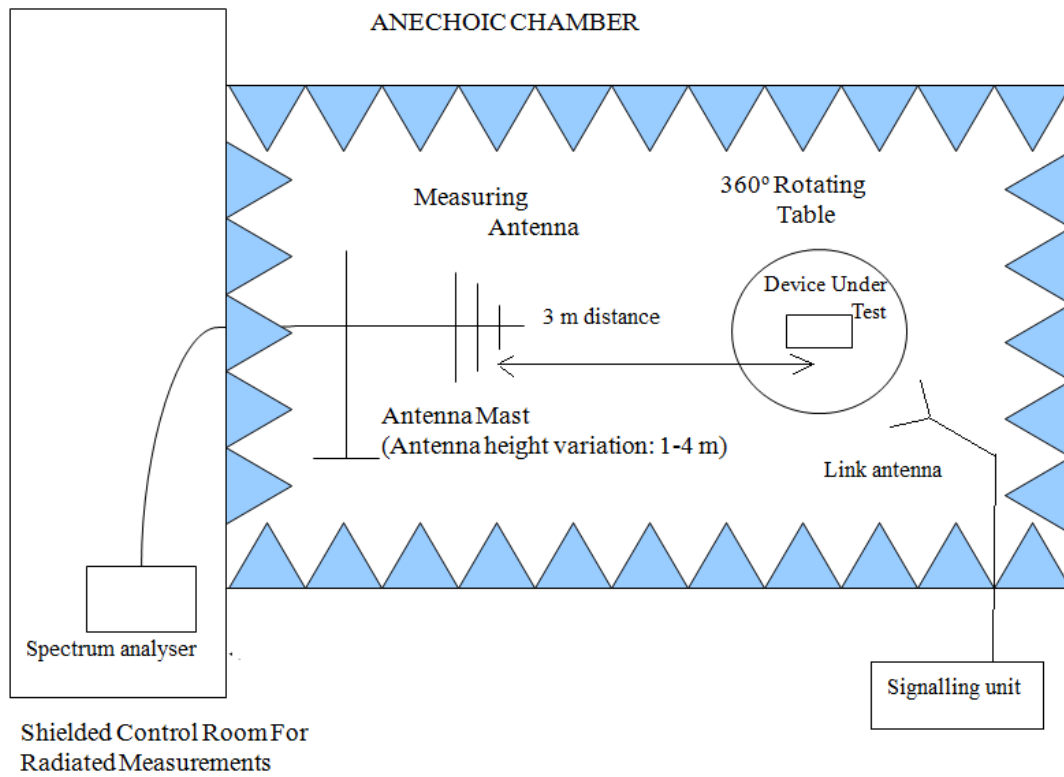 ANECHOIC CHAMBER
360º Rotating
Table
Measuring
Antenna
Device Under
Test
3 m distance
Antenna Mast
(Antenna height variation: 1-4 m)
Link antenna
Spectrum analyser
Signalling unit
Shielded Control Room For
Radiated Measurements